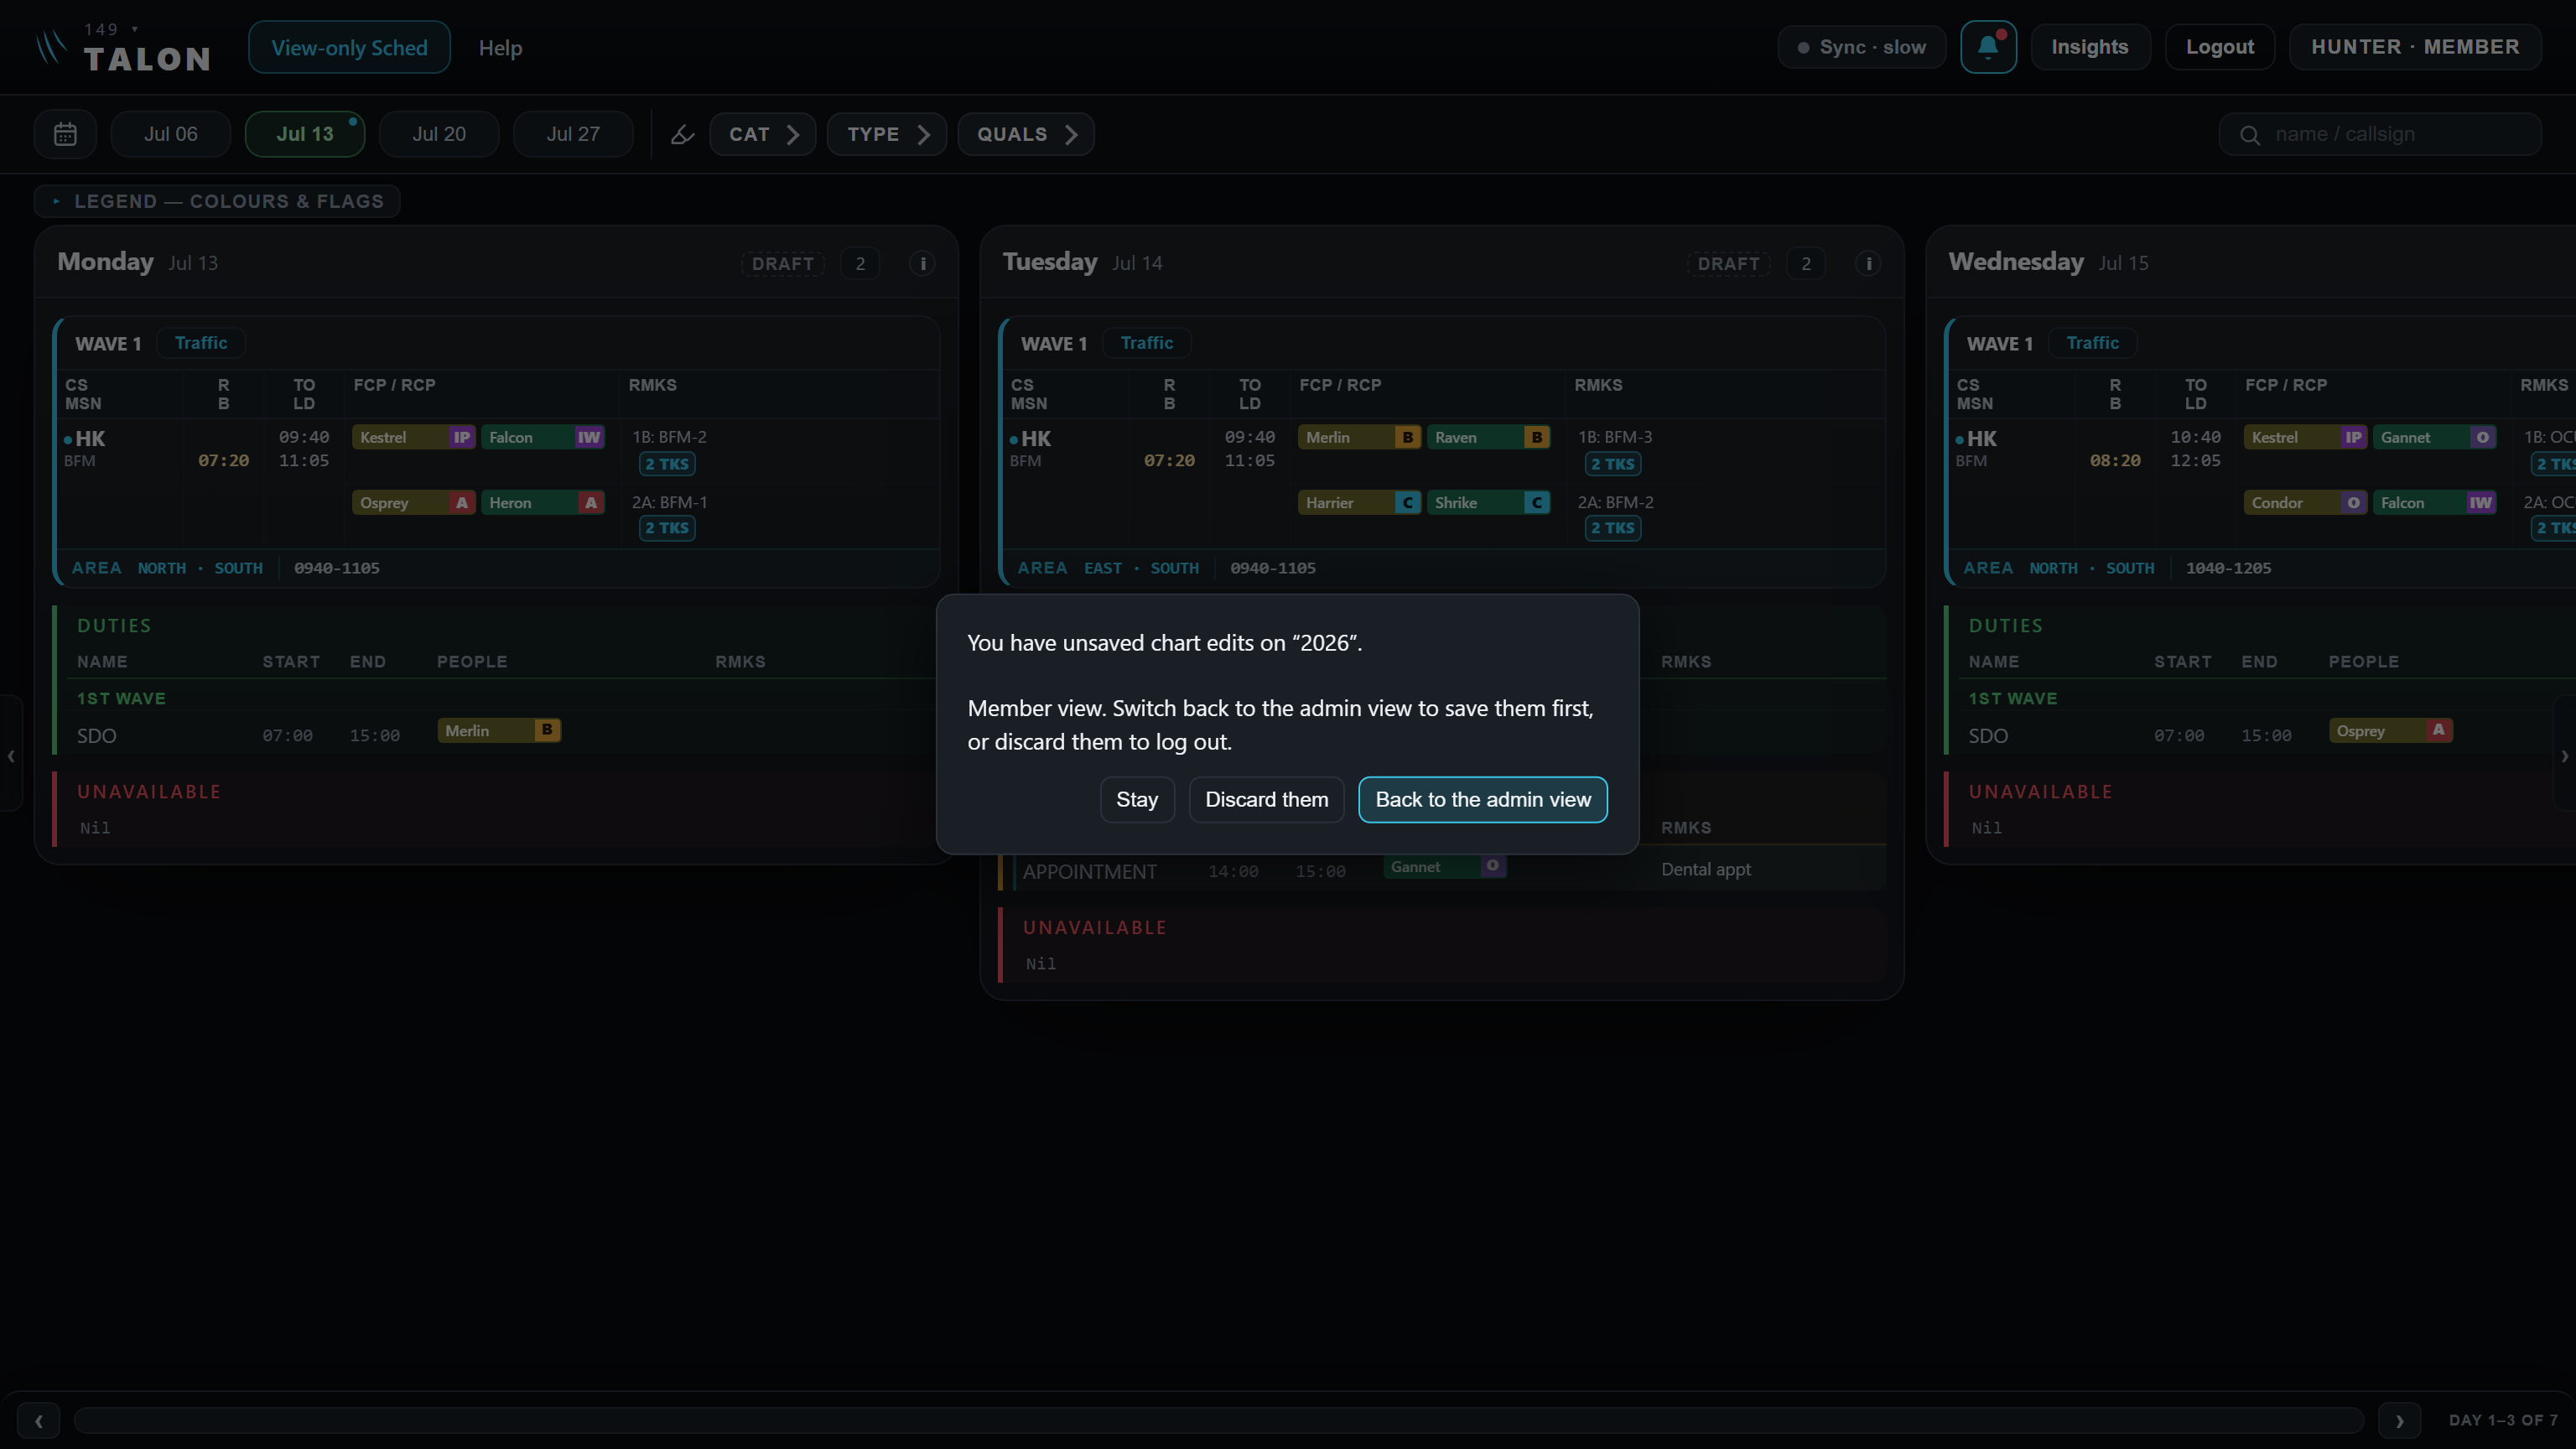 149 ▾
TALON
View-only Sched
Help
Sync · slow
Insights
Logout
HUNTER · MEMBER
Jul 06
Jul 13
Jul 20
Jul 27
CAT
TYPE
QUALS
name / callsign
LEGEND — COLOURS & FLAGS
Monday Jul 13
DRAFT
2
i
WAVE 1 Traffic
CS R TO FCP / RCP RMKS
MSN B LD
HK 09:40 Kestrel IP Falcon IW 1B: BFM-2
BFM 07:20 11:05 2 TKS
Osprey A Heron A 2A: BFM-1
2 TKS
AREA NORTH · SOUTH 0940-1105
DUTIES
NAME START END PEOPLE RMKS
1ST WAVE
SDO 07:00 15:00 Merlin B
UNAVAILABLE
Nil
Tuesday Jul 14
DRAFT
2
i
WAVE 1 Traffic
CS R TO FCP / RCP RMKS
MSN B LD
HK 09:40 Merlin B Raven B 1B: BFM-3
BFM 07:20 11:05 2 TKS
Harrier C Shrike C 2A: BFM-2
2 TKS
AREA EAST · SOUTH 0940-1105
RMKS
RMKS
APPOINTMENT 14:00 15:00 Gannet O Dental appt
UNAVAILABLE
Nil
Wednesday Jul 15
WAVE 1 Traffic
CS R TO FCP / RCP RMKS
MSN B LD
HK 10:40 Kestrel IP Gannet O 1B:
BFM 08:20 12:05 2
Condor O Falcon IW 2A:
2
AREA NORTH · SOUTH 1040-1205
DUTIES
NAME START END PEOPLE
1ST WAVE
SDO 07:00 15:00 Osprey A
UNAVAILABLE
Nil
You have unsaved chart edits on “2026”.
Member view. Switch back to the admin view to save them first,
or discard them to log out.
Stay
Discard them
Back to the admin view
DAY 1–3 OF 7